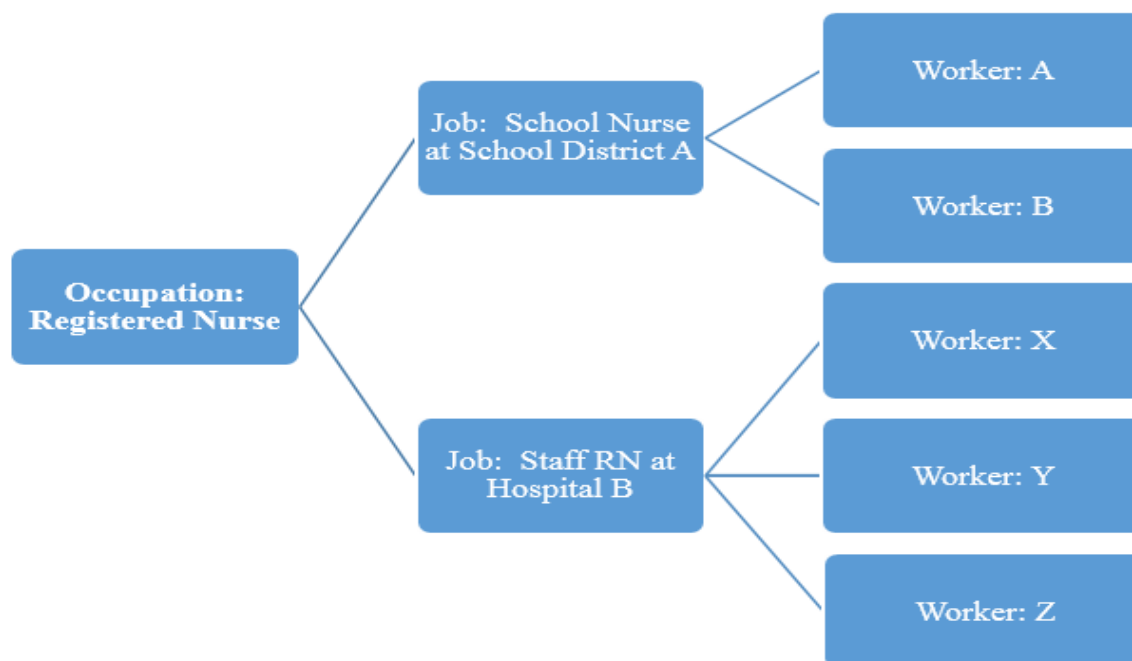 Occupation:
Registered Nurse
Job:  School Nurse
at School District A
Worker: A
Worker: B
Job:  Staff RN at
Hospital B
Worker: X
Worker: Y
Worker: Z